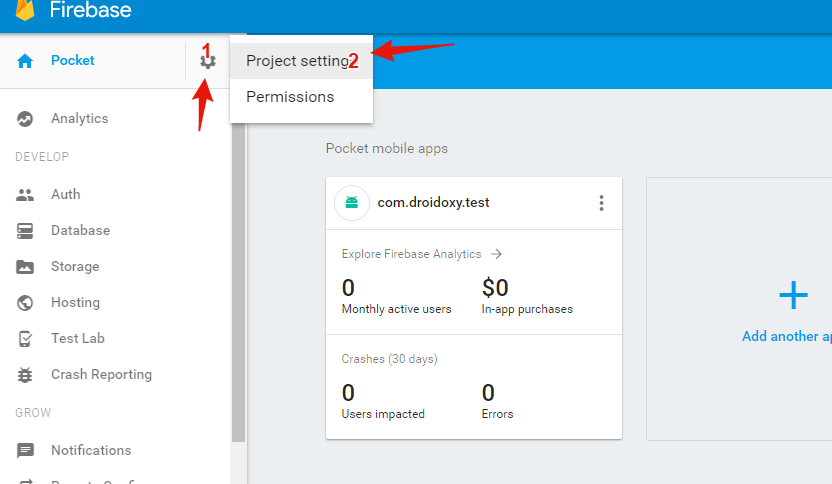 Firebase
Pocket
1
Project setting 2
Permissions
Analytics
DEVELOP
Auth
Database
Storage
Hosting
Test Lab
Crash Reporting
GROW
Notifications
Pocket mobile apps
com.droidoxy.test
Explore Firebase Analytics →
0 $0
Monthly active users In-app purchases
Crashes (30 days)
0 0
Users impacted Errors
+
Add another ap